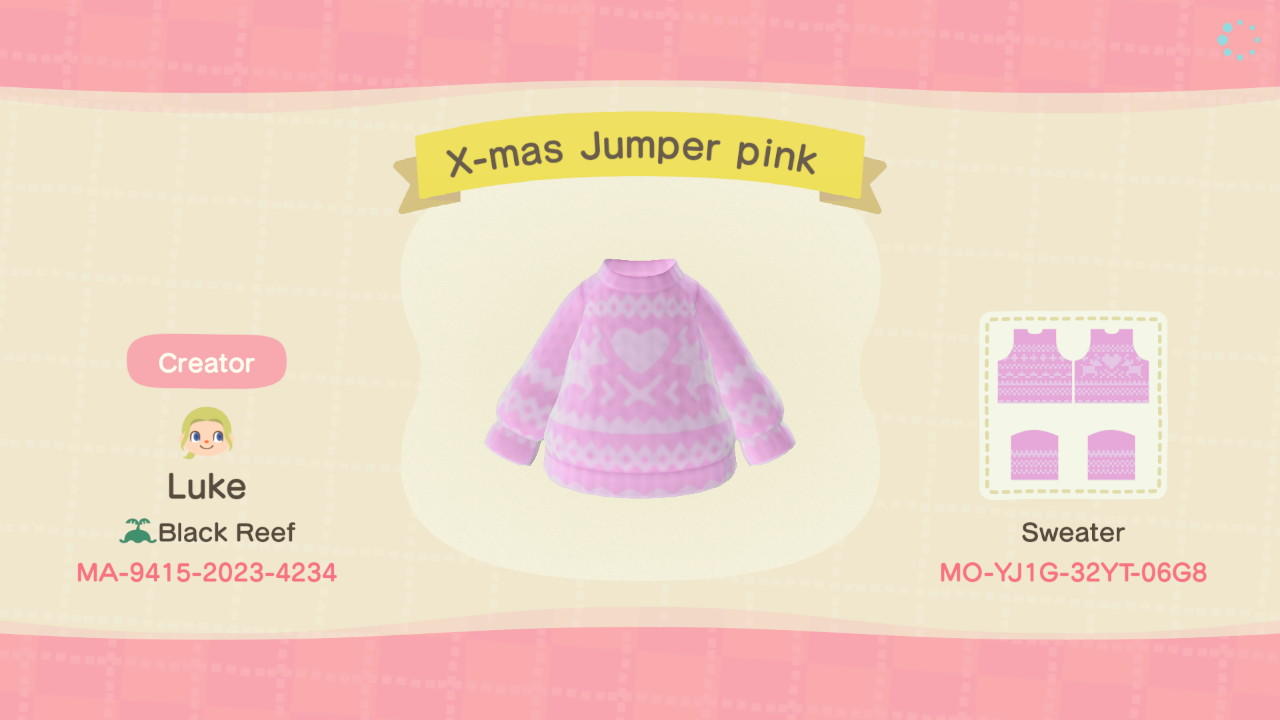 X-mas Jumper pink
Creator
Luke
Black Reef
MA-9415-2023-4234
Sweater
MO-YJ1G-32YT-06G8